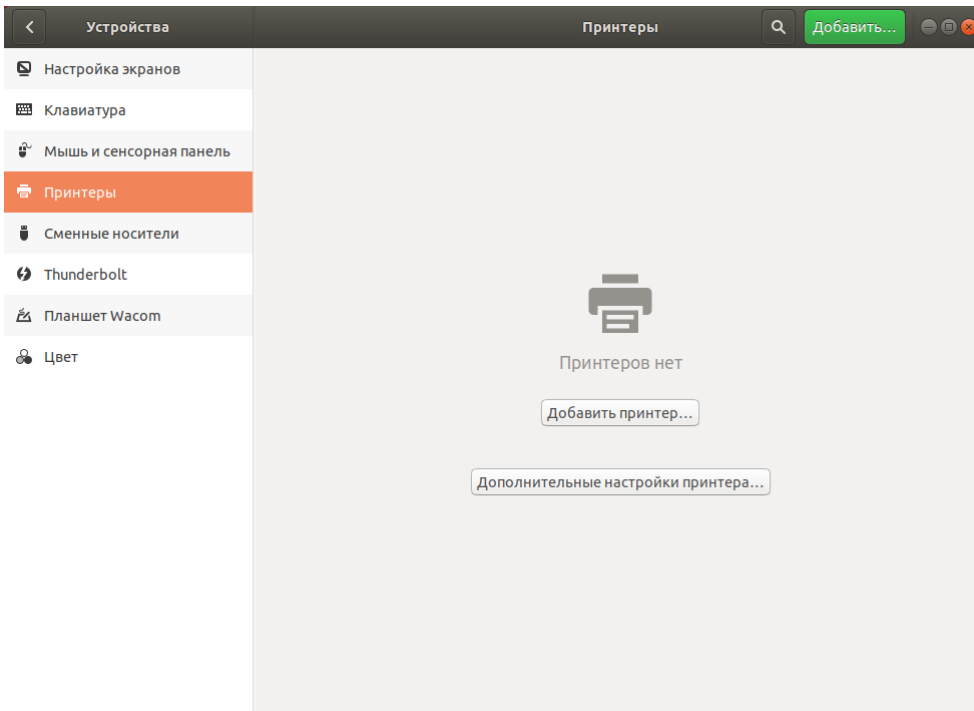 Устройства
Принтеры
Добавить...
Настройка экранов
Клавиатура
Мышь и сенсорная панель
Принтеры
Сменные носители
Thunderbolt
Планшет Wacom
Цвет
Принтеров нет
Добавить принтер...
Дополнительные настройки принтера...